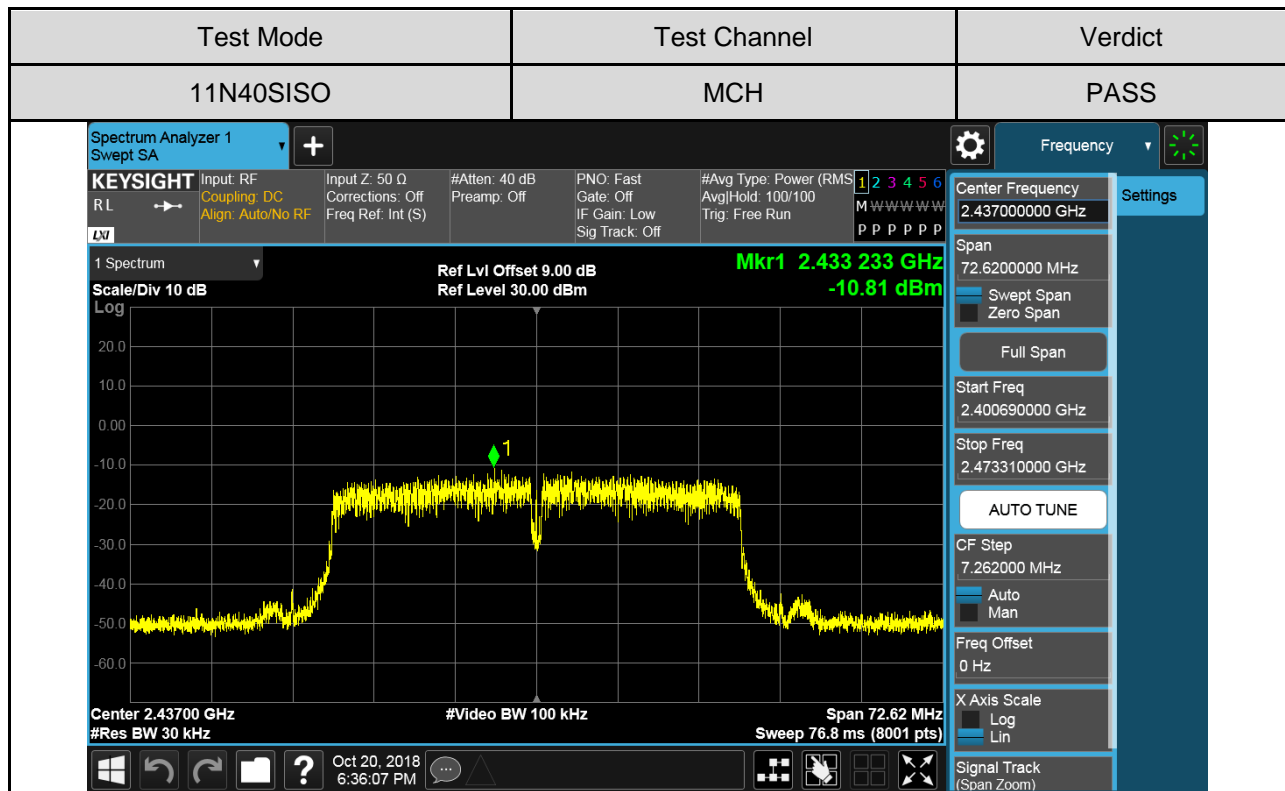 Test Mode Test Channel Verdict
11N40SISO MCH PASS
Spectrum Analyzer 1
Swept SA
+
Frequency
KEYSIGHT
RL
LXI
Input: RF
Coupling: DC
Align: Auto/No RF
Input Z: 50 Ω
Corrections: Off
Freq Ref: Int (S)
#Atten: 40 dB
Preamp: Off
PNO: Fast
Gate: Off
IF Gain: Low
Sig Track: Off
#Avg Type: Power (RMS
Avg|Hold: 100/100
Trig: Free Run
1 2 3 4 5 6
M W W W W W
P P P P P P
1 Spectrum
Scale/Div 10 dB
Log
Ref Lvl Offset 9.00 dB
Ref Level 30.00 dBm
Mkr1 2.433 233 GHz
-10.81 dBm
20.0
10.0
0.00
-10.0
-20.0
-30.0
-40.0
-50.0
-60.0
1
Center 2.43700 GHz
#Res BW 30 kHz
#Video BW 100 kHz
Span 72.62 MHz
Sweep 76.8 ms (8001 pts)
Center Frequency
2.437000000 GHz
Span
72.6200000 MHz
Swept Span
Zero Span
Full Span
Start Freq
2.400690000 GHz
Stop Freq
2.473310000 GHz
AUTO TUNE
CF Step
7.262000 MHz
Auto
Man
Freq Offset
0 Hz
X Axis Scale
Log
Lin
Signal Track
(Span Zoom)
Settings
?
Oct 20, 2018
6:36:07 PM